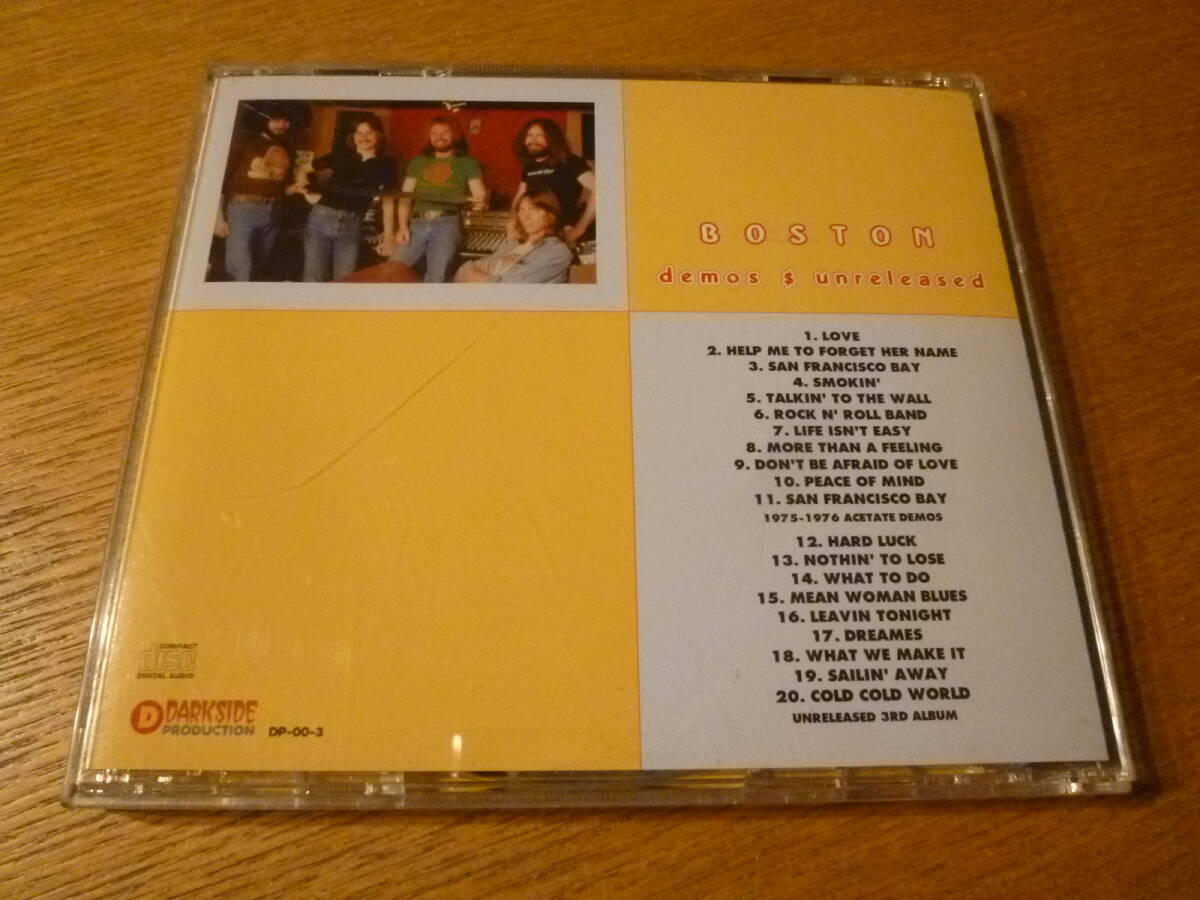 BOSTON
demos $ unreleased
1. LOVE
2. HELP ME TO FORGET HER NAME
3. SAN FRANCISCO BAY
4. SMOKIN'
5. TALKIN' TO THE WALL
6. ROCK N' ROLL BAND
7. LIFE ISN'T EASY
8. MORE THAN A FEELING
9. DON'T BE AFRAID OF LOVE
10. PEACE OF MIND
11. SAN FRANCISCO BAY
1975-1976 ACETATE DEMOS
12. HARD LUCK
13. NOTHIN' TO LOSE
14. WHAT TO DO
15. MEAN WOMAN BLUES
16. LEAVIN TONIGHT
17. DREAMES
18. WHAT WE MAKE IT
19. SAILIN' AWAY
20. COLD COLD WORLD
UNRELEASED 3RD ALBUM
COMPACT
disc
DIGITAL AUDIO
D DARKSIDE
PRODUCTION DP-00-3